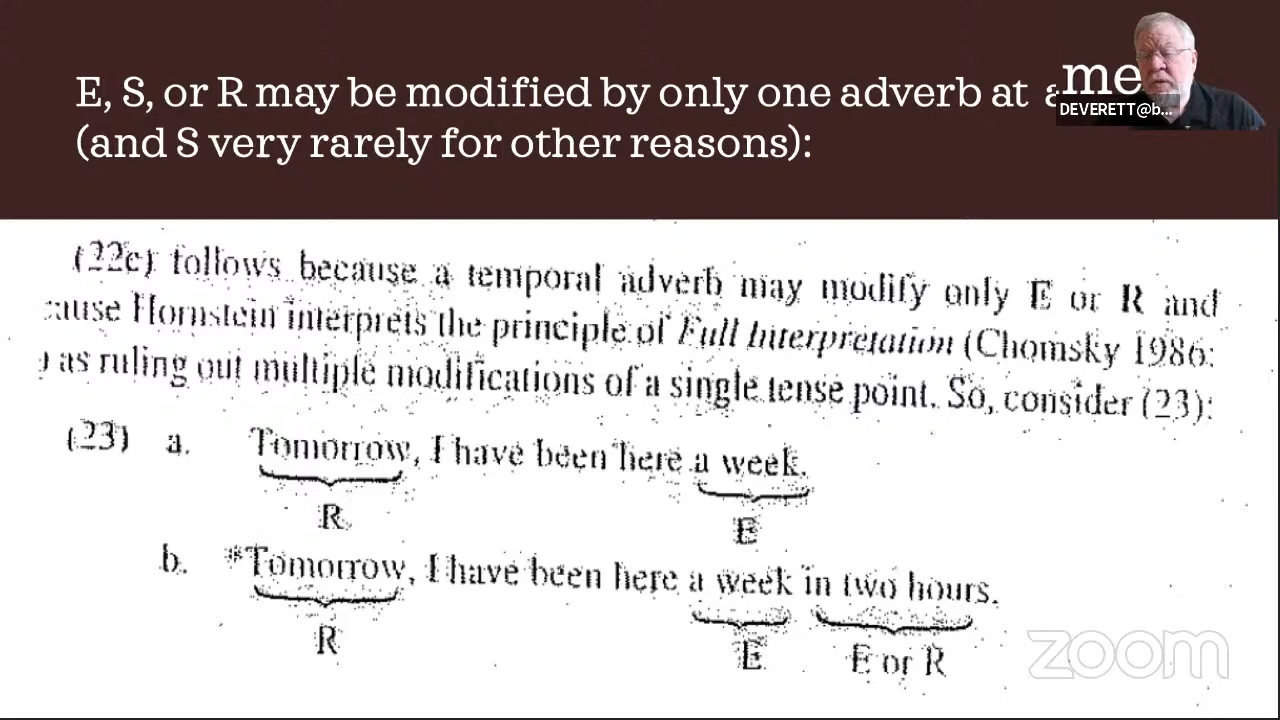 E, S, or R may be modified by only one adverb at a me
DEVERETT@b...
(and S very rarely for other reasons):
(22c) follows because a temporal adverb may modify only E or R and
cause Hornstein interprets the principle of Full Interpretation (Chomsky 1986:
) as ruling out multiple modifications of a single tense point. So, consider (23):
(23) a. Tomorrow, I have been here a week.
R E
b. *Tomorrow, I have been here a week in two hours.
R E E or R
zoom